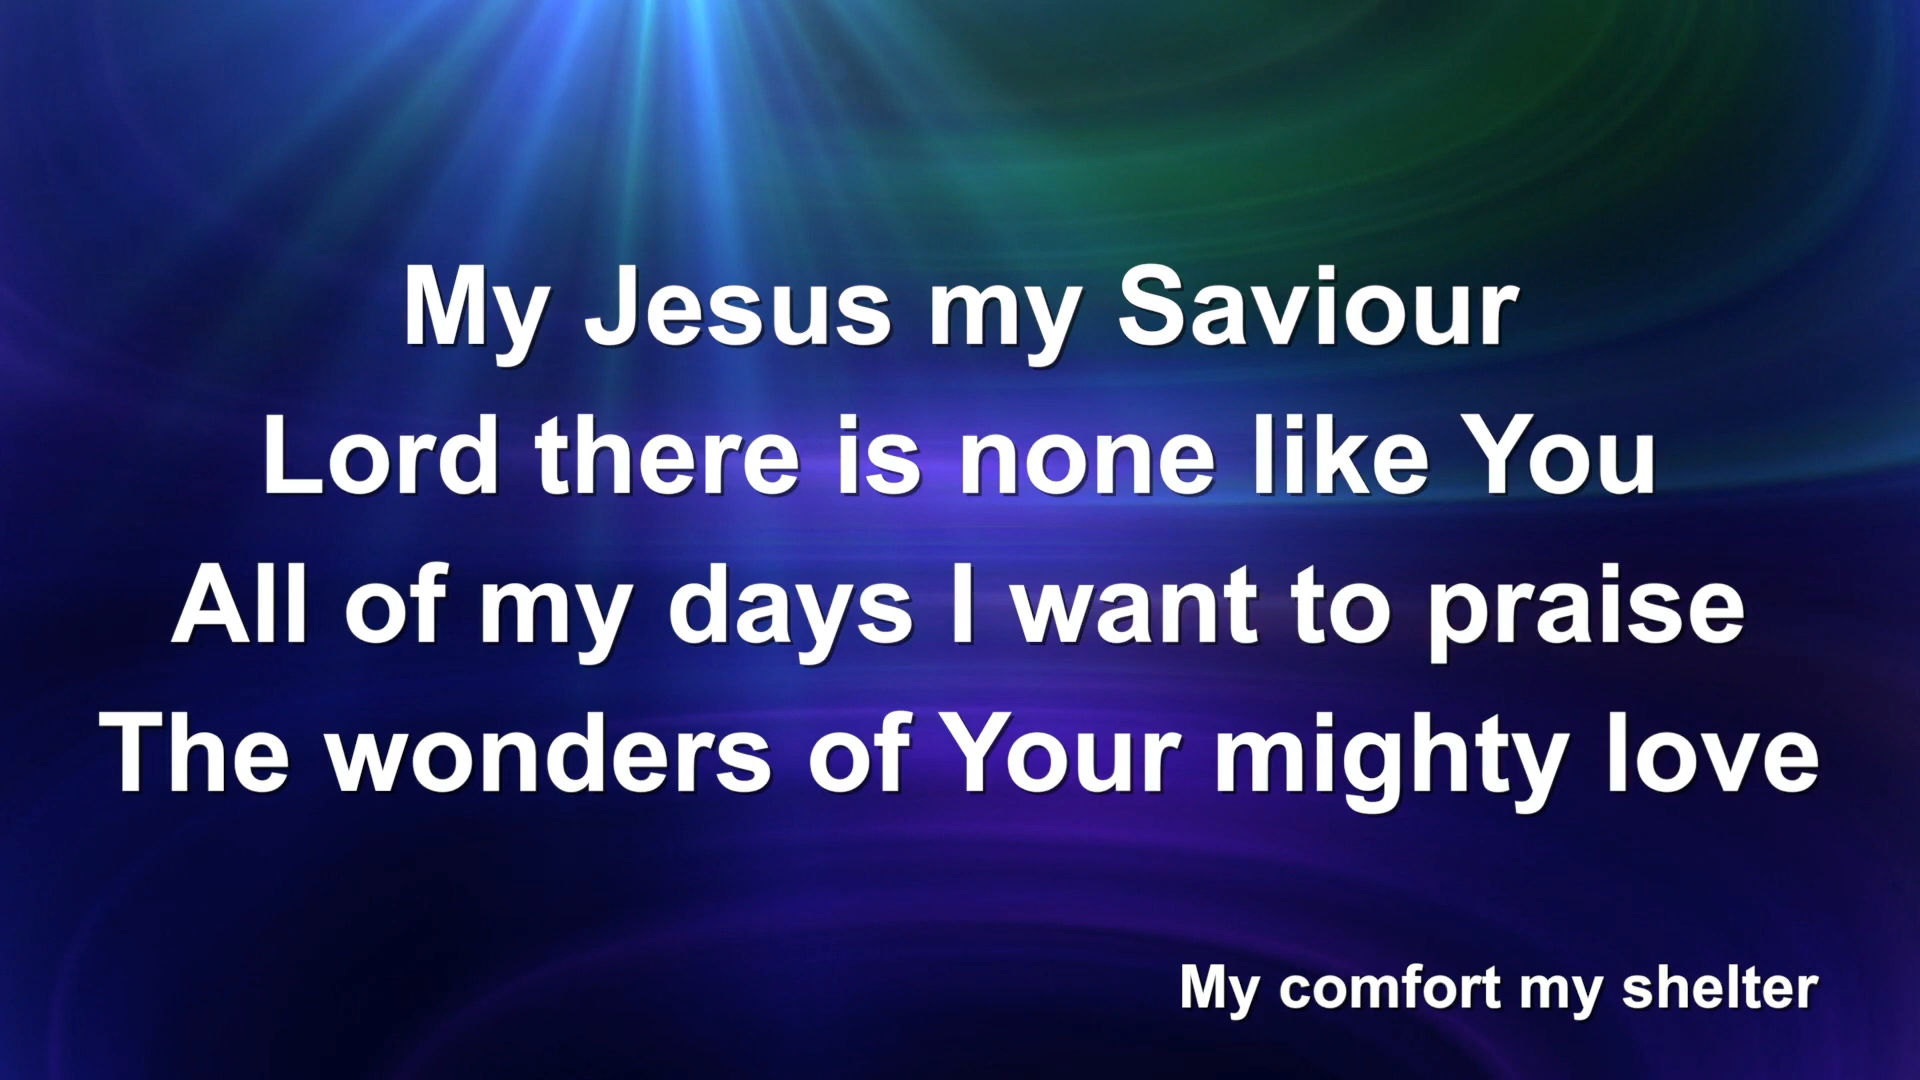 My Jesus my Saviour
Lord there is none like You
All of my days I want to praise
The wonders of Your mighty love
My comfort my shelter